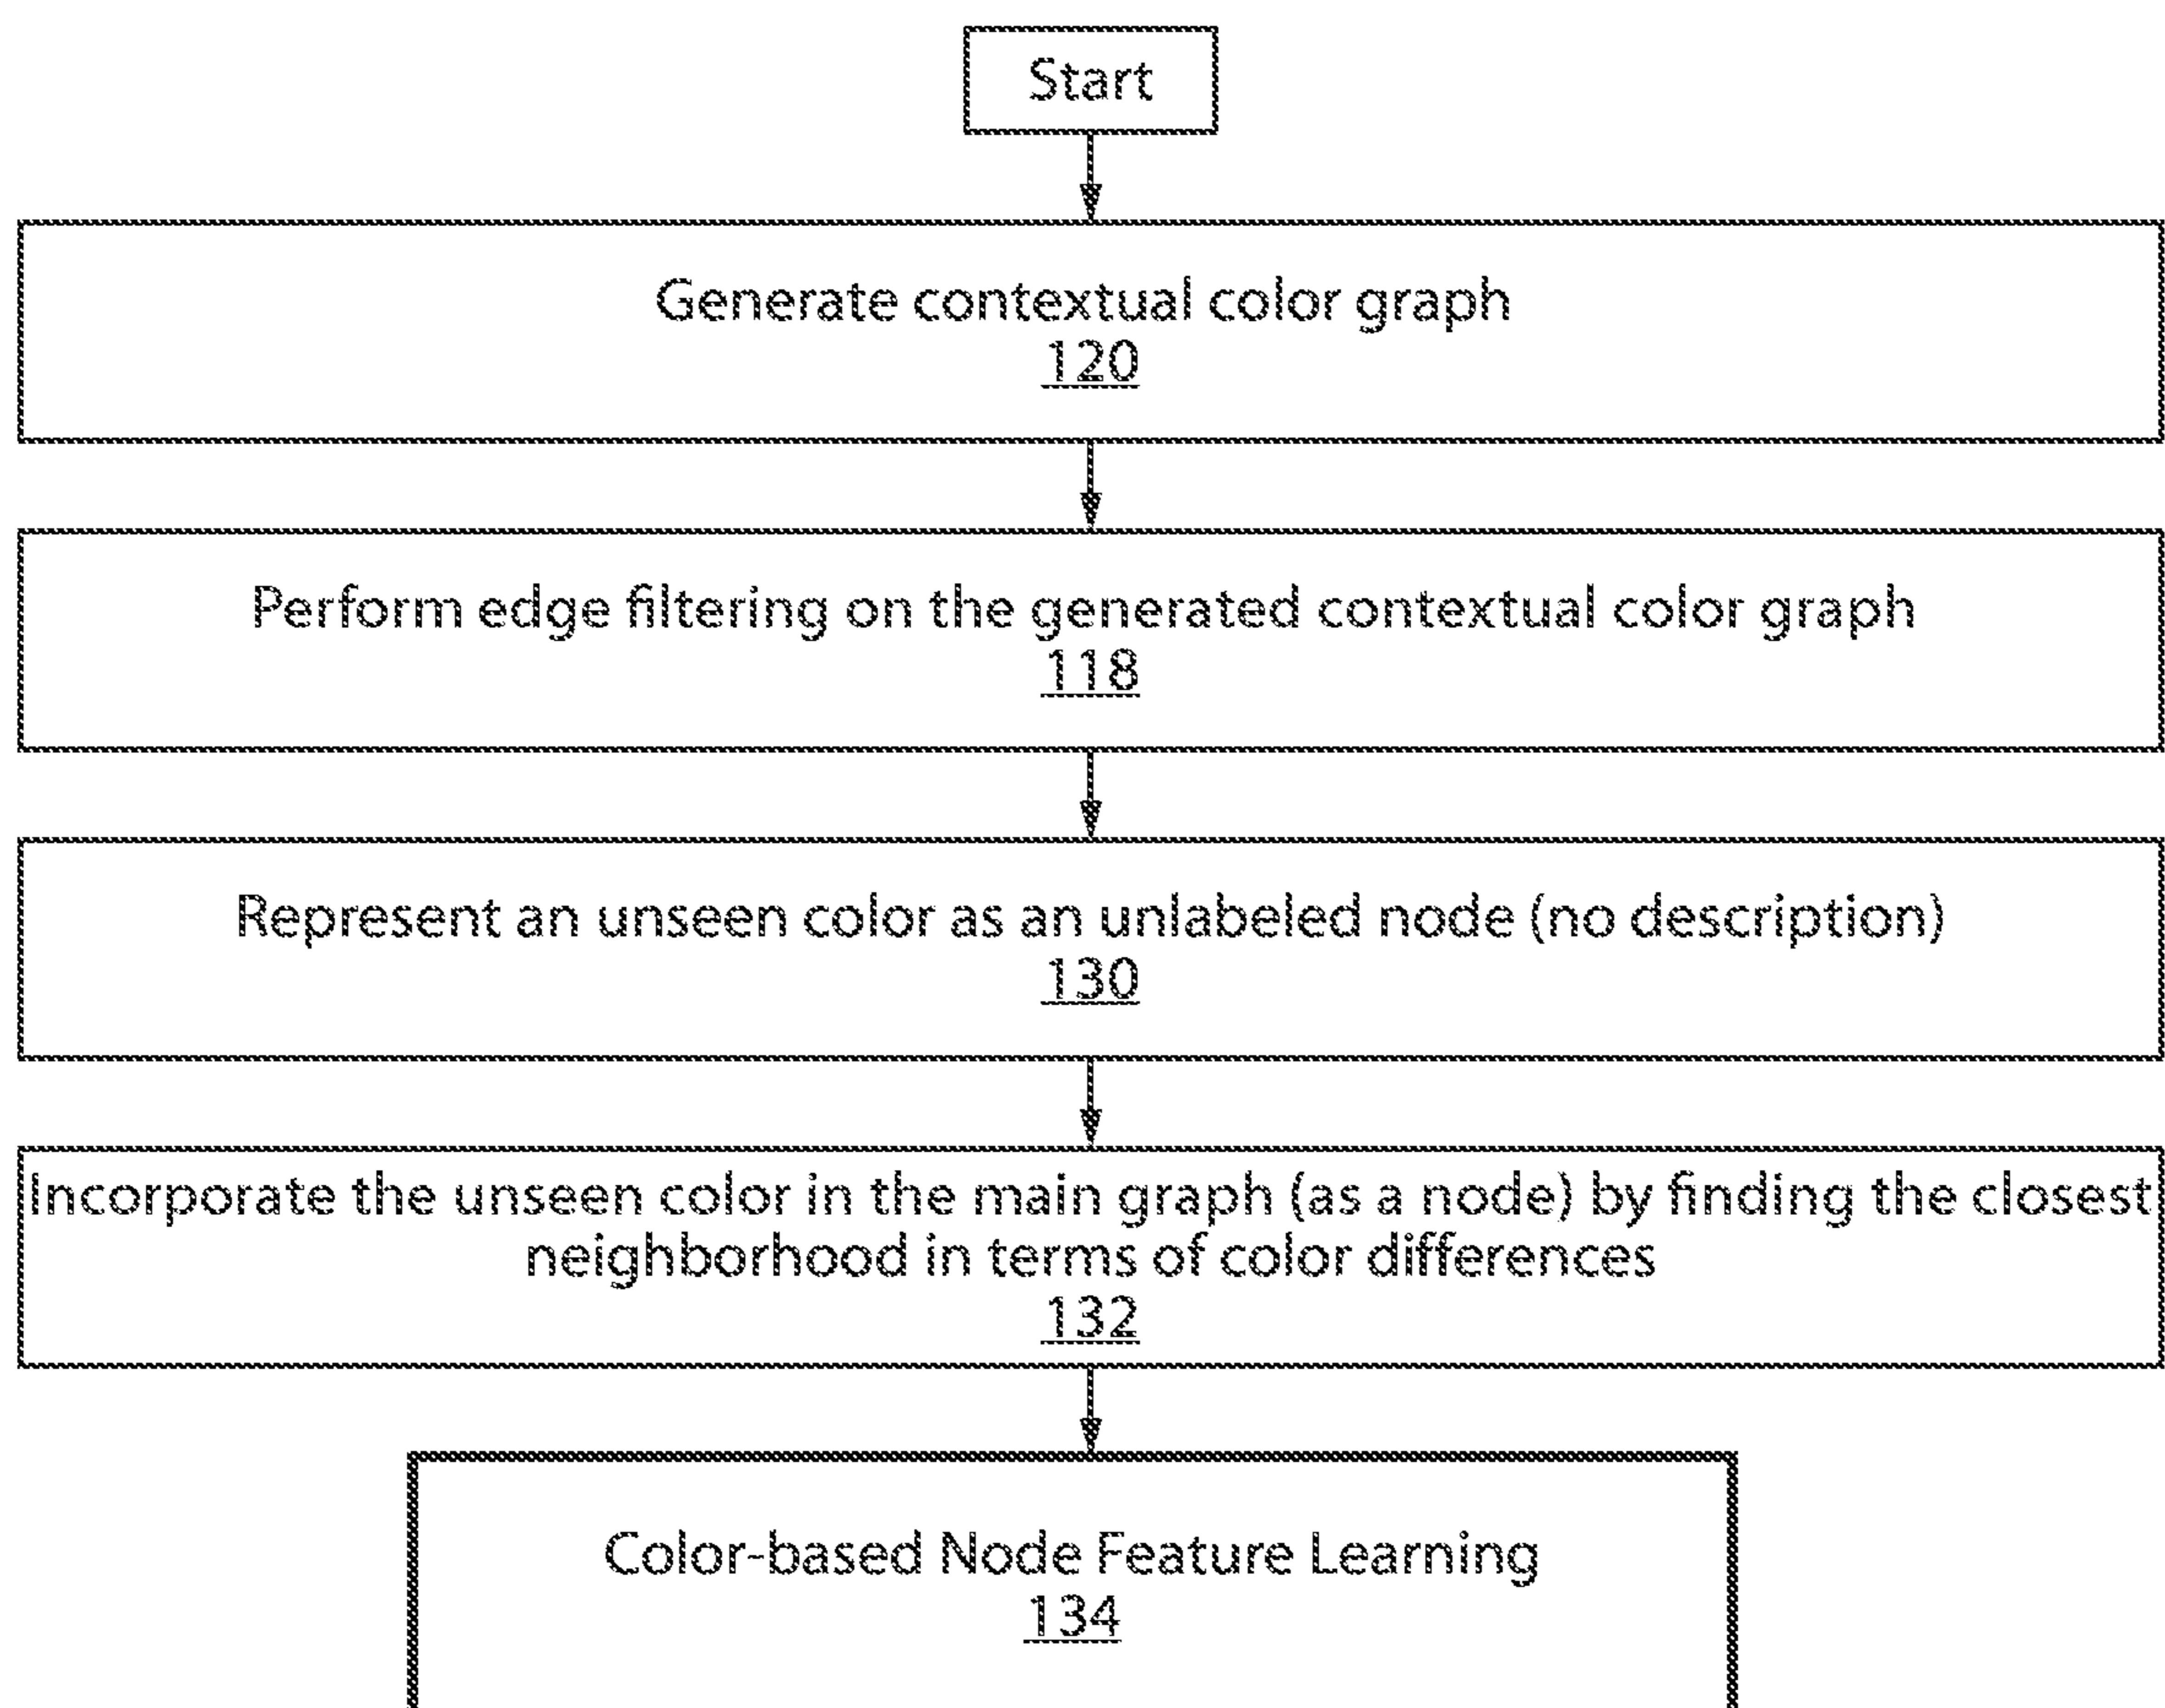 Start
Generate contextual color graph
120
Perform edge filtering on the generated contextual color graph
118
Represent an unseen color as an unlabeled node (no description)
130
Incorporate the unseen color in the main graph (as a node) by finding the closest
neighborhood in terms of color differences
132
Color-based Node Feature Learning
134